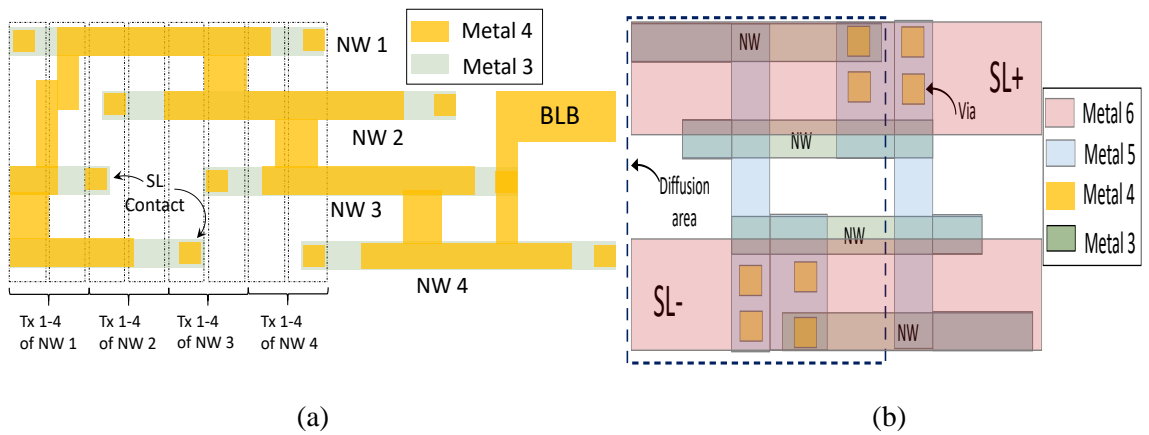 NW 1
Metal 4
Metal 3
NW 2
BLB
SL
Contact
NW 3
NW 4
Tx 1-4
of NW 1
Tx 1-4
of NW 2
Tx 1-4
of NW 3
Tx 1-4
of NW 4
(a)
NW
SL+
Via
NW
Diffusion
area
NW
SL-
NW
Metal 6
Metal 5
Metal 4
Metal 3
(b)